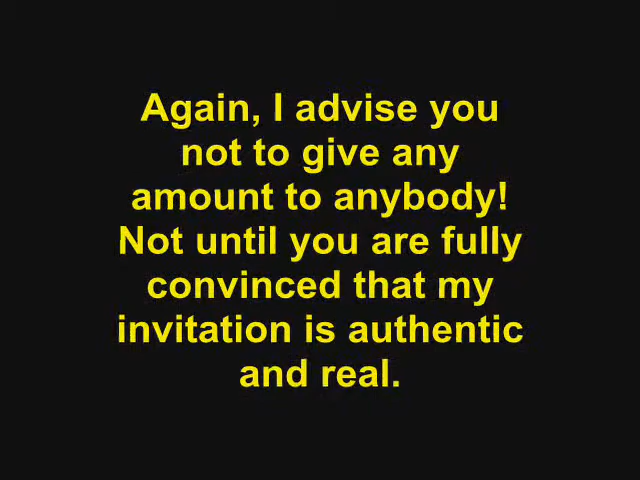 Again, I advise you
not to give any
amount to anybody!
Not until you are fully
convinced that my
invitation is authentic
and real.